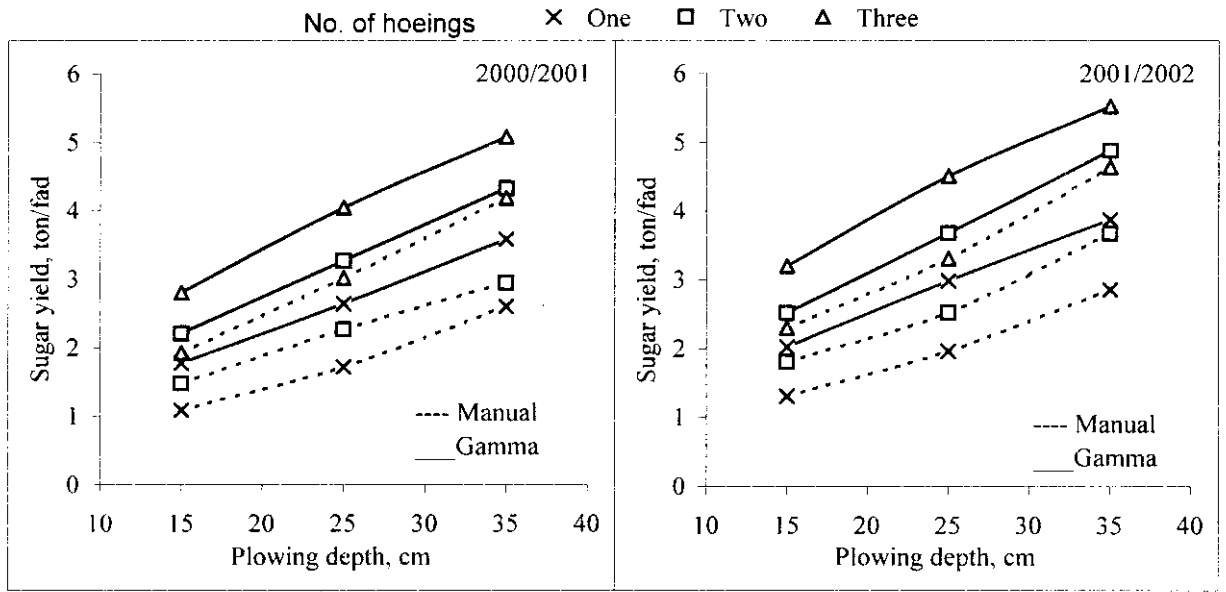 No. of hoeings × One □ Two △ Three
2000/2001
6
5
4
3
2
1
0
Sugar yield, ton/fad
Manual
Gamma
10 15 20 25 30 35 40
Plowing depth, cm
2001/2002
6
5
4
3
2
1
0
Sugar yield, ton/fad
Manual
Gamma
10 15 20 25 30 35 40
Plowing depth, cm